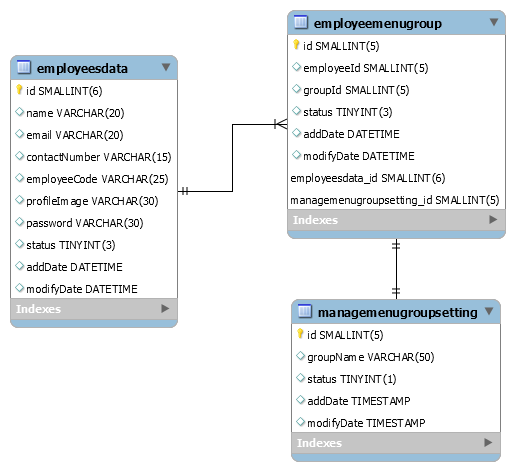 employeesdata
id SMALLINT(6)
name VARCHAR(20)
email VARCHAR(20)
contactNumber VARCHAR(15)
employeeCode VARCHAR(25)
profileImage VARCHAR(30)
password VARCHAR(30)
status TINYINT(3)
addDate DATETIME
modifyDate DATETIME
Indexes
employeemenugroup
id SMALLINT(5)
employeeId SMALLINT(5)
groupId SMALLINT(5)
status TINYINT(3)
addDate DATETIME
modifyDate DATETIME
employeesdata_id SMALLINT(6)
managemenugroupsetting_id SMALLINT(5)
Indexes
managemenugroupsetting
id SMALLINT(5)
groupName VARCHAR(50)
status TINYINT(1)
addDate TIMESTAMP
modifyDate TIMESTAMP
Indexes